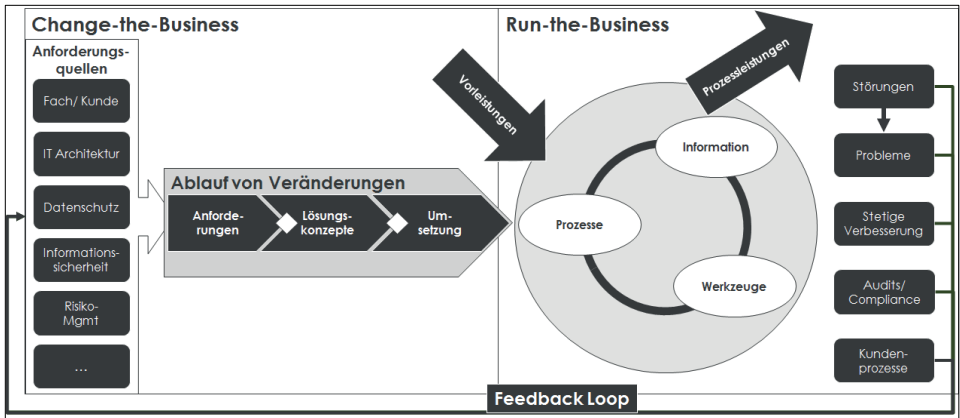 Change-the-Business
Anforderungs-
quellen
Fach/ Kunde
IT Architektur
Datenschutz
Informations-
sicherheit
Risiko-
Mgmt
...
Ablauf von Veränderungen
Anforde-
rungen
Lösungs-
konzepte
Um-
setzung
Run-the-Business
Vorleistungen
Prozessleistungen
Information
Prozesse
Werkzeuge
Störungen
Probleme
Stetige
Verbesserung
Audits/
Compliance
Kunden-
prozesse
Feedback Loop